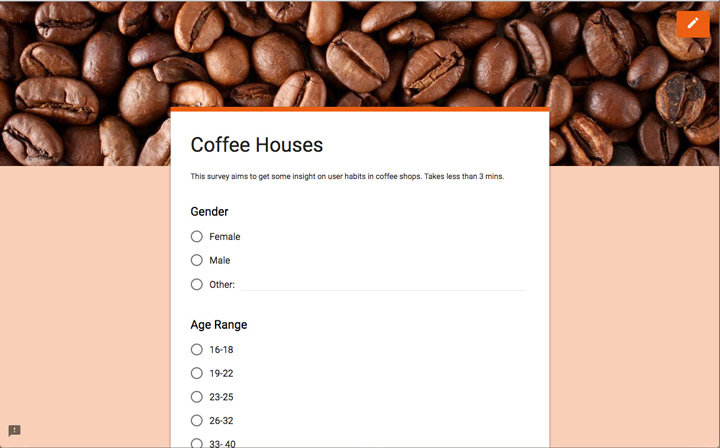 Coffee Houses
This survey aims to get some insight on user habits in coffee shops. Takes less than 3 mins.
Gender
Female
Male
Other:
Age Range
16-18
19-22
23-25
26-32
33- 40